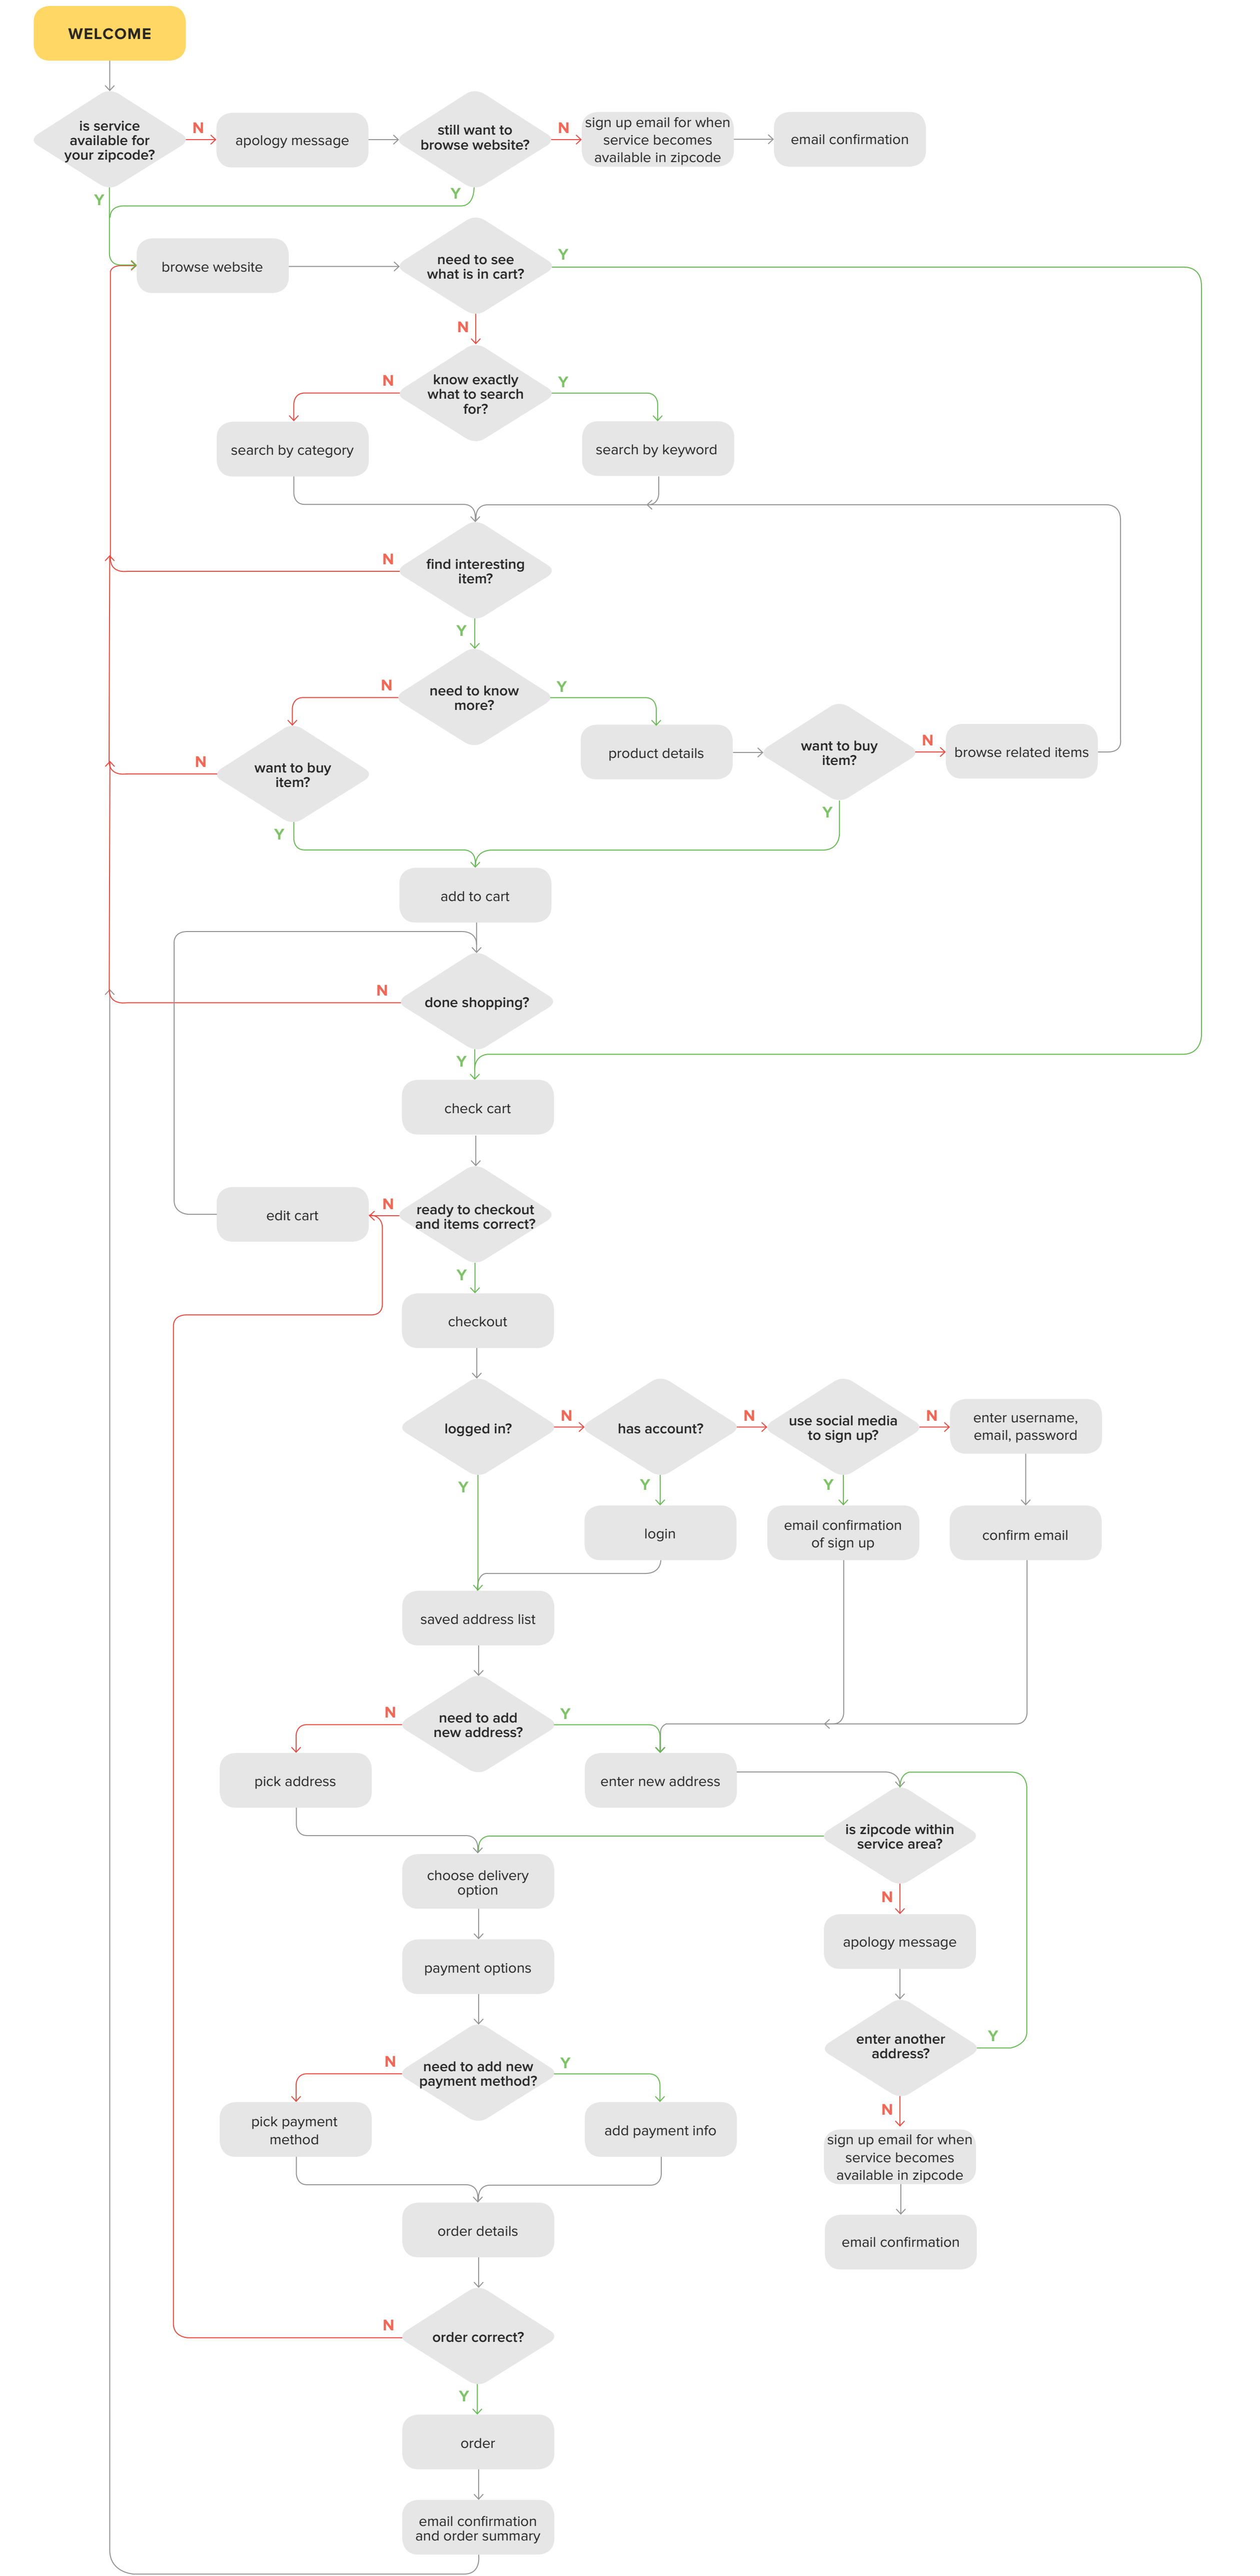 WELCOME
is service
available for
your zipcode?
N
apology message
still want to
browse website?
N
sign up email for when
service becomes
available in zipcode
email confirmation
Y
Y
browse website
need to see
what is in cart?
Y
N
know exactly
what to search
for?
N
Y
search by category
search by keyword
find interesting
item?
N
Y
need to know
more?
N
Y
want to buy
item?
N
product details
want to buy
item?
N
browse related items
Y
Y
add to cart
done shopping?
N
Y
check cart
ready to checkout
and items correct?
N
edit cart
Y
checkout
logged in?
N
has account?
N
use social media
to sign up?
N
enter username,
email, password
Y
Y
Y
login
email confirmation
of sign up
confirm email
saved address list
need to add
new address?
N
Y
pick address
enter new address
is zipcode within
service area?
choose delivery
option
N
apology message
payment options
enter another
address?
Y
need to add new
payment method?
N
Y
pick payment
method
add payment info
N
sign up email for when
service becomes
available in zipcode
order details
email confirmation
order correct?
N
Y
order
email confirmation
and order summary